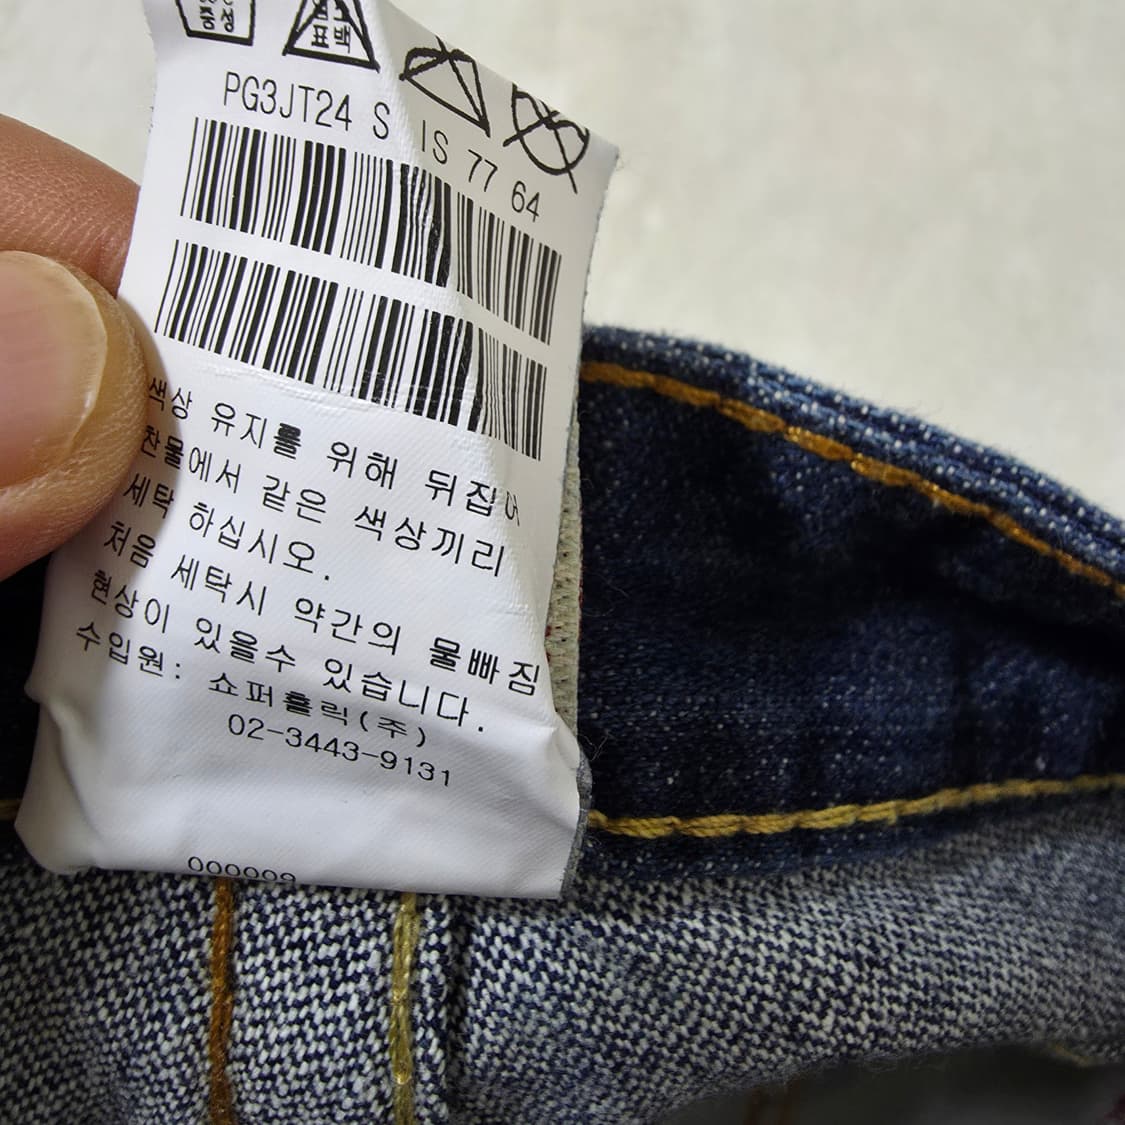 중성
표백
PG3JT24 S IS 77 64
색상 유지를 위해 뒤집어
찬물에서 같은 색상끼리
세탁 하십시오.
처음 세탁시 약간의 물빠짐
현상이 있을수 있습니다.
수입원: 쇼퍼홀릭(주)
02-3443-9131
000009